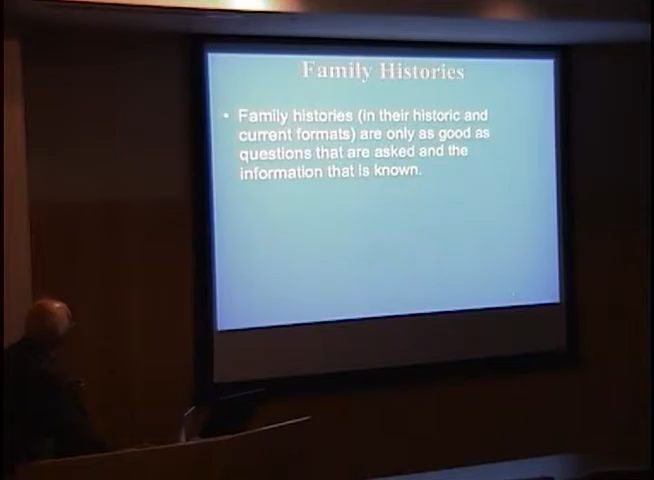 Family Histories
• Family histories (in their historic and
current formats) are only as good as
questions that are asked and the
information that is known.